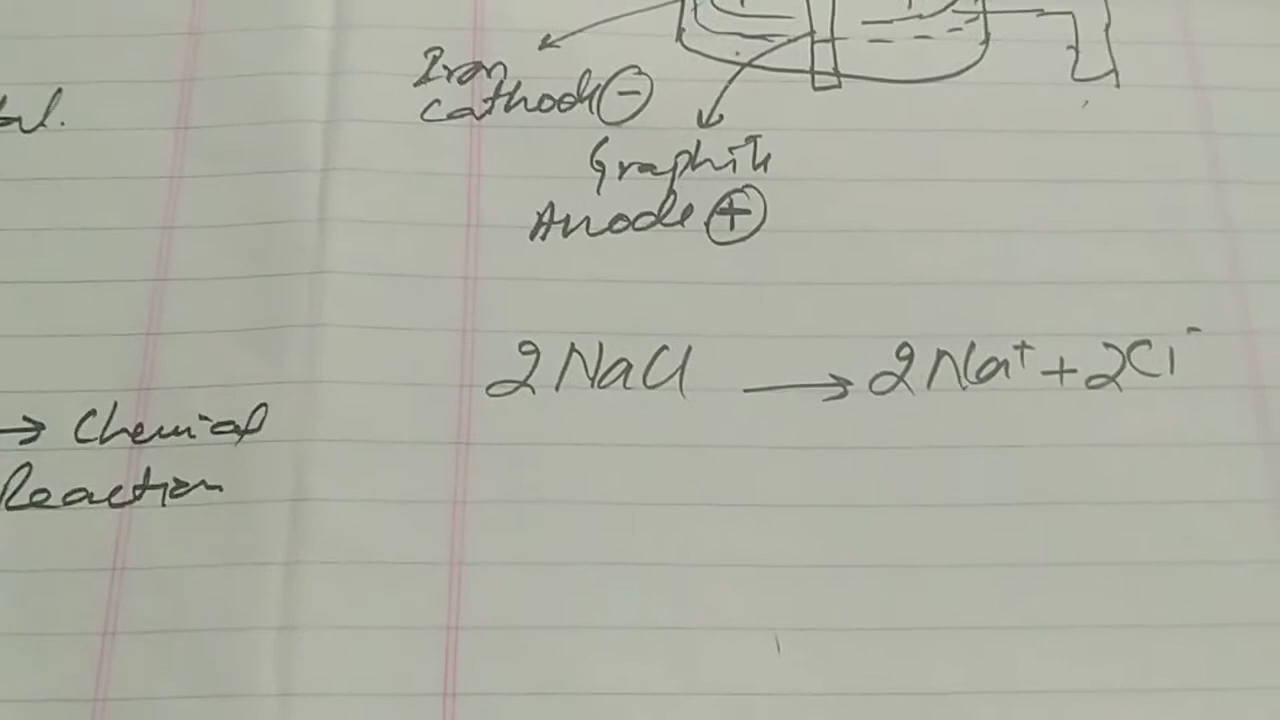 Iron
Cathode ⊖
Graphite
Anode ⊕
2NaCl → 2Na⁺ + 2Cl⁻
→ Chemical
Reaction